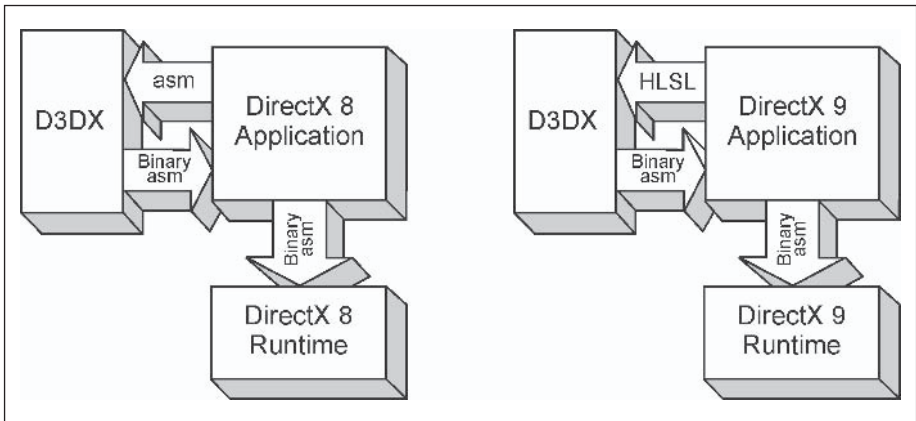 D3DX
asm
DirectX 8
Application
Binary
asm
Binary
asm
DirectX 8
Runtime
D3DX
HLSL
DirectX 9
Application
Binary
asm
Binary
asm
DirectX 9
Runtime